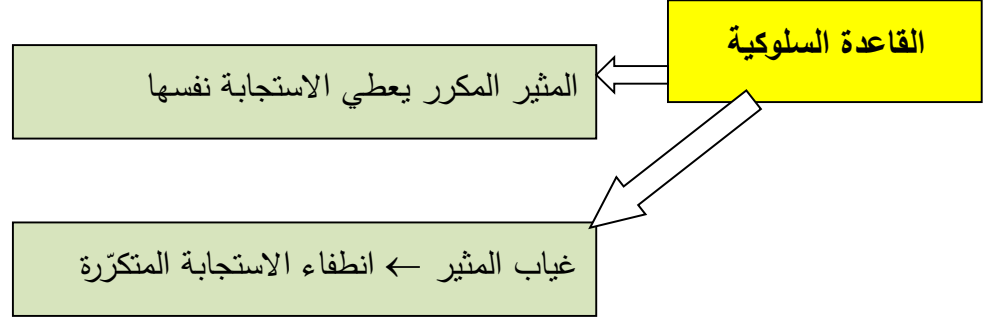 القاعدة السلوكية
المثير المكرر يعطي الاستجابة نفسها
غياب المثير ← انطفاء الاستجابة المتكرّرة